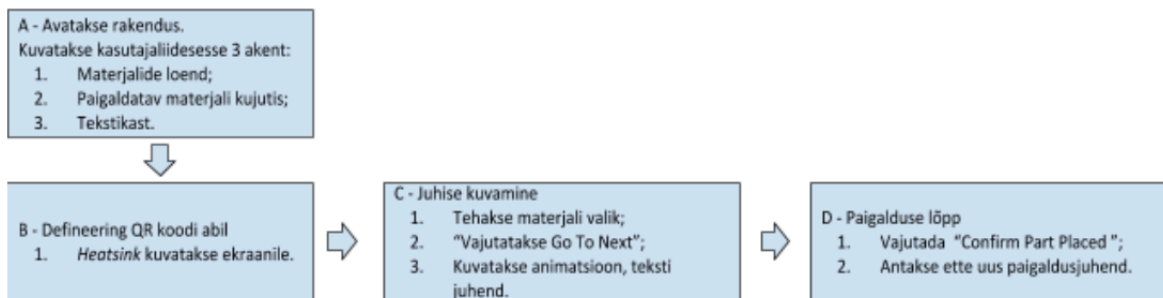 A - Avatakse rakendus.
Kuvatakse kasutajaliidesesse 3 akent:
1. Materjalide loend;
2. Paigaldatav materjali kujutis;
3. Tekstikast.
B - Defineering QR koodi abil
1. Heatsink kuvatakse ekraanile.
C - Juhise kuvamine
1. Tehakse materjali valik;
2. “Vajutatakse Go To Next”;
3. Kuvatakse animatsioon, teksti
juhend.
D - Paigalduse lõpp
1. Vajutada “Confirm Part Placed ”;
2. Antakse ette uus paigaldusjuhend.